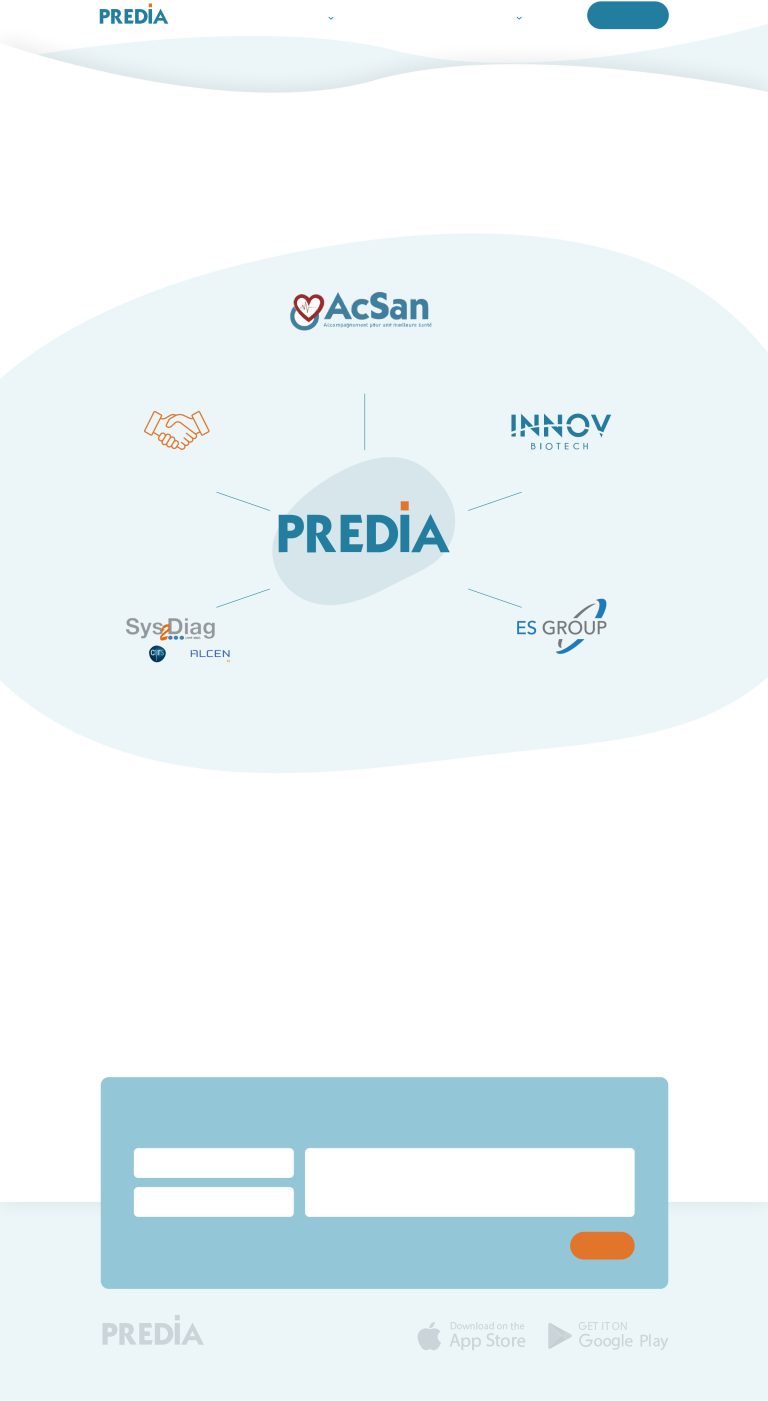 PREDIA
AcSan
Accompagnement pour une meilleure santé
INNOV
BIOTECH
PREDIA
Sys2Diag
cnrs
ALCEN
ES GROUP
PREDIA
Download on the
App Store
GET IT ON
Google Play